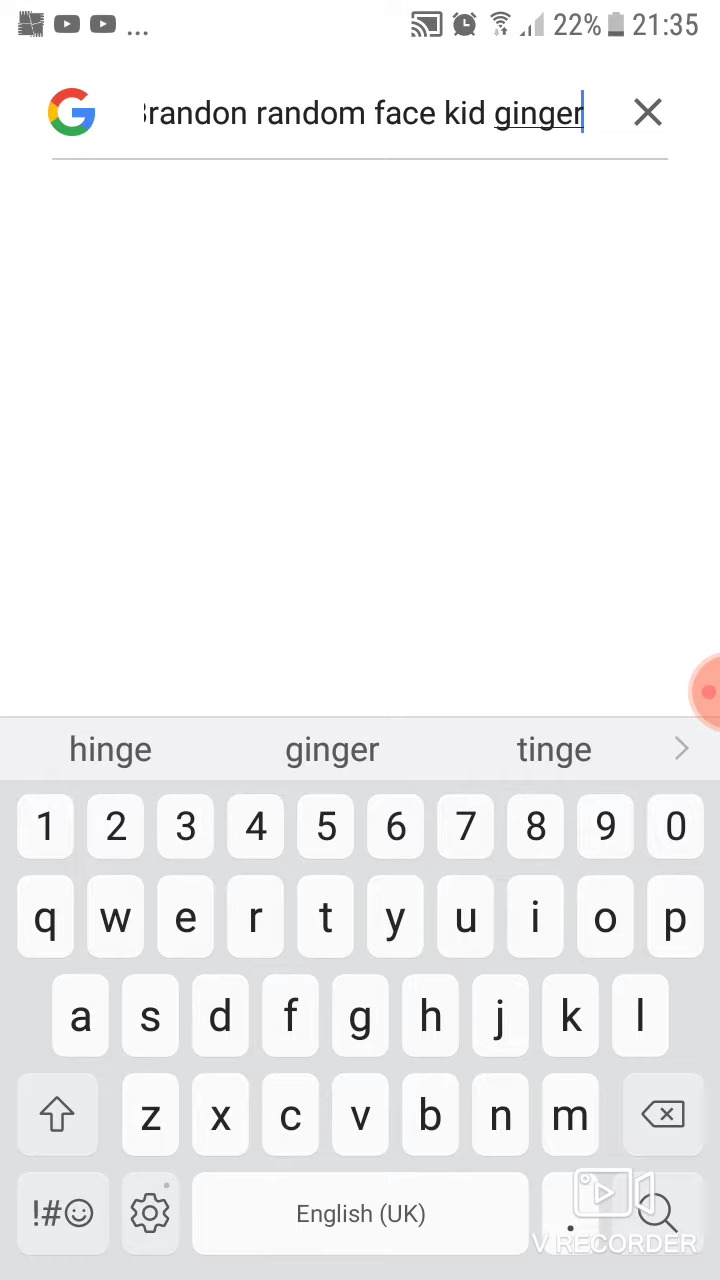 ... 22% 21:35
Brandon random face kid ginger
hinge ginger tinge
1 2 3 4 5 6 7 8 9 0
q w e r t y u i o p
a s d f g h j k l
z x c v b n m
!#☺ English (UK) .
V RECORDER